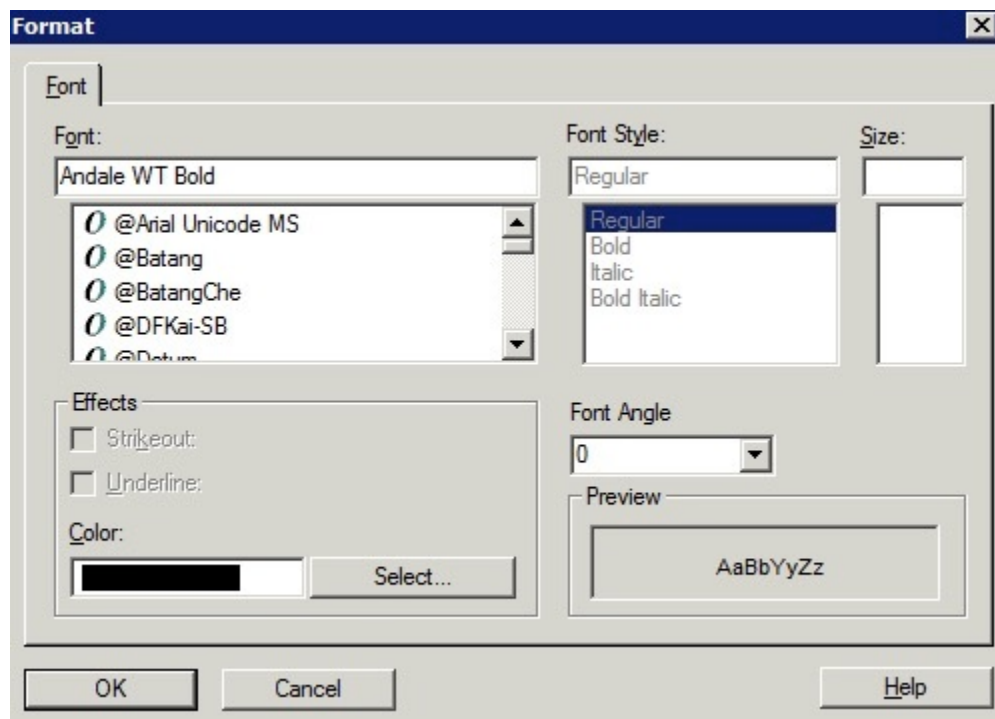 Format
Font
Font:
Andale WT Bold
@Arial Unicode MS
@Batang
@BatangChe
@DFKai-SB
@Dotum
Font Style:
Regular
Regular
Bold
Italic
Bold Italic
Size:
Effects
Strikeout:
Underline:
Color:
Select...
Font Angle
0
Preview
AaBbYyZz
OK
Cancel
Help